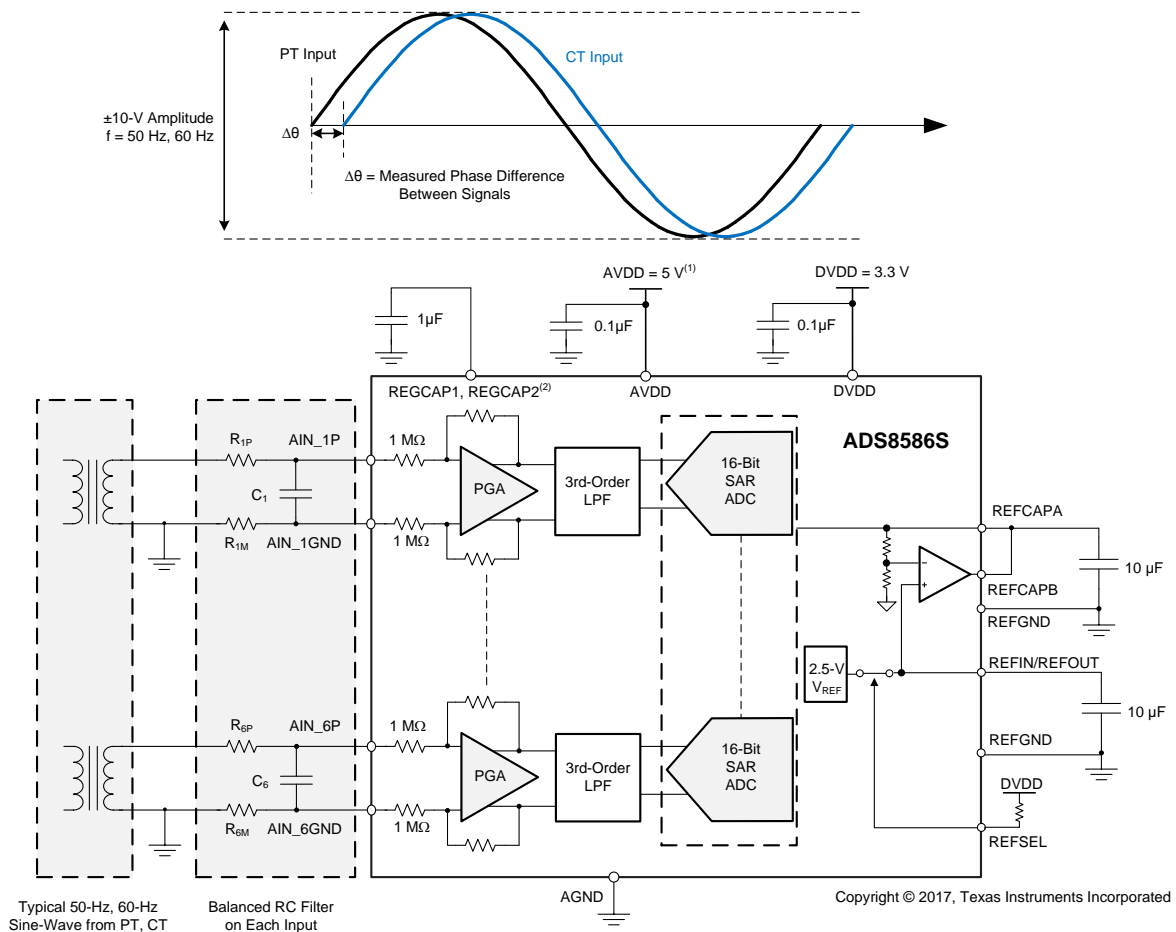 PT Input
CT Input
±10-V Amplitude
f = 50 Hz, 60 Hz
Δθ
Δθ = Measured Phase Difference
Between Signals
AVDD = 5 V(1)
DVDD = 3.3 V
1µF
0.1µF
0.1µF
REGCAP1, REGCAP2(2)
AVDD
DVDD
ADS8586S
R1P
AIN_1P
1 MΩ
C1
PGA
3rd-Order
LPF
16-Bit
SAR
ADC
R1M
AIN_1GND
1 MΩ
REFCAPA
10 µF
REFCAPB
REFGND
2.5-V
VREF
REFIN/REFOUT
10 µF
REFGND
R6P
AIN_6P
1 MΩ
C6
PGA
3rd-Order
LPF
16-Bit
SAR
ADC
R6M
AIN_6GND
1 MΩ
DVDD
REFSEL
AGND
Copyright © 2017, Texas Instruments Incorporated
Typical 50-Hz, 60-Hz
Sine-Wave from PT, CT
Balanced RC Filter
on Each Input